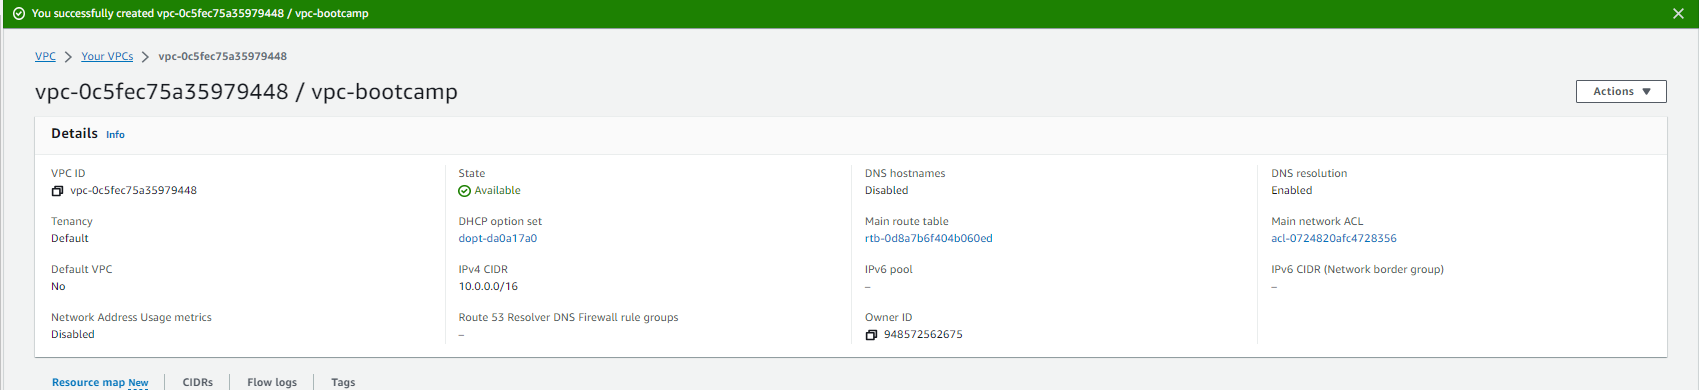 You successfully created vpc-0c5fec75a35979448 / vpc-bootcamp
VPC > Your VPCs > vpc-0c5fec75a35979448
vpc-0c5fec75a35979448 / vpc-bootcamp
Actions
Details Info
VPC ID
vpc-0c5fec75a35979448
State
Available
DNS hostnames
Disabled
DNS resolution
Enabled
Tenancy
Default
DHCP option set
dopt-da0a17a0
Main route table
rtb-0d8a7b6f404b060ed
Main network ACL
acl-0724820afc4728356
Default VPC
No
IPv4 CIDR
10.0.0.0/16
IPv6 pool
–
IPv6 CIDR (Network border group)
–
Network Address Usage metrics
Disabled
Route 53 Resolver DNS Firewall rule groups
–
Owner ID
948572562675
Resource map New
CIDRs
Flow logs
Tags